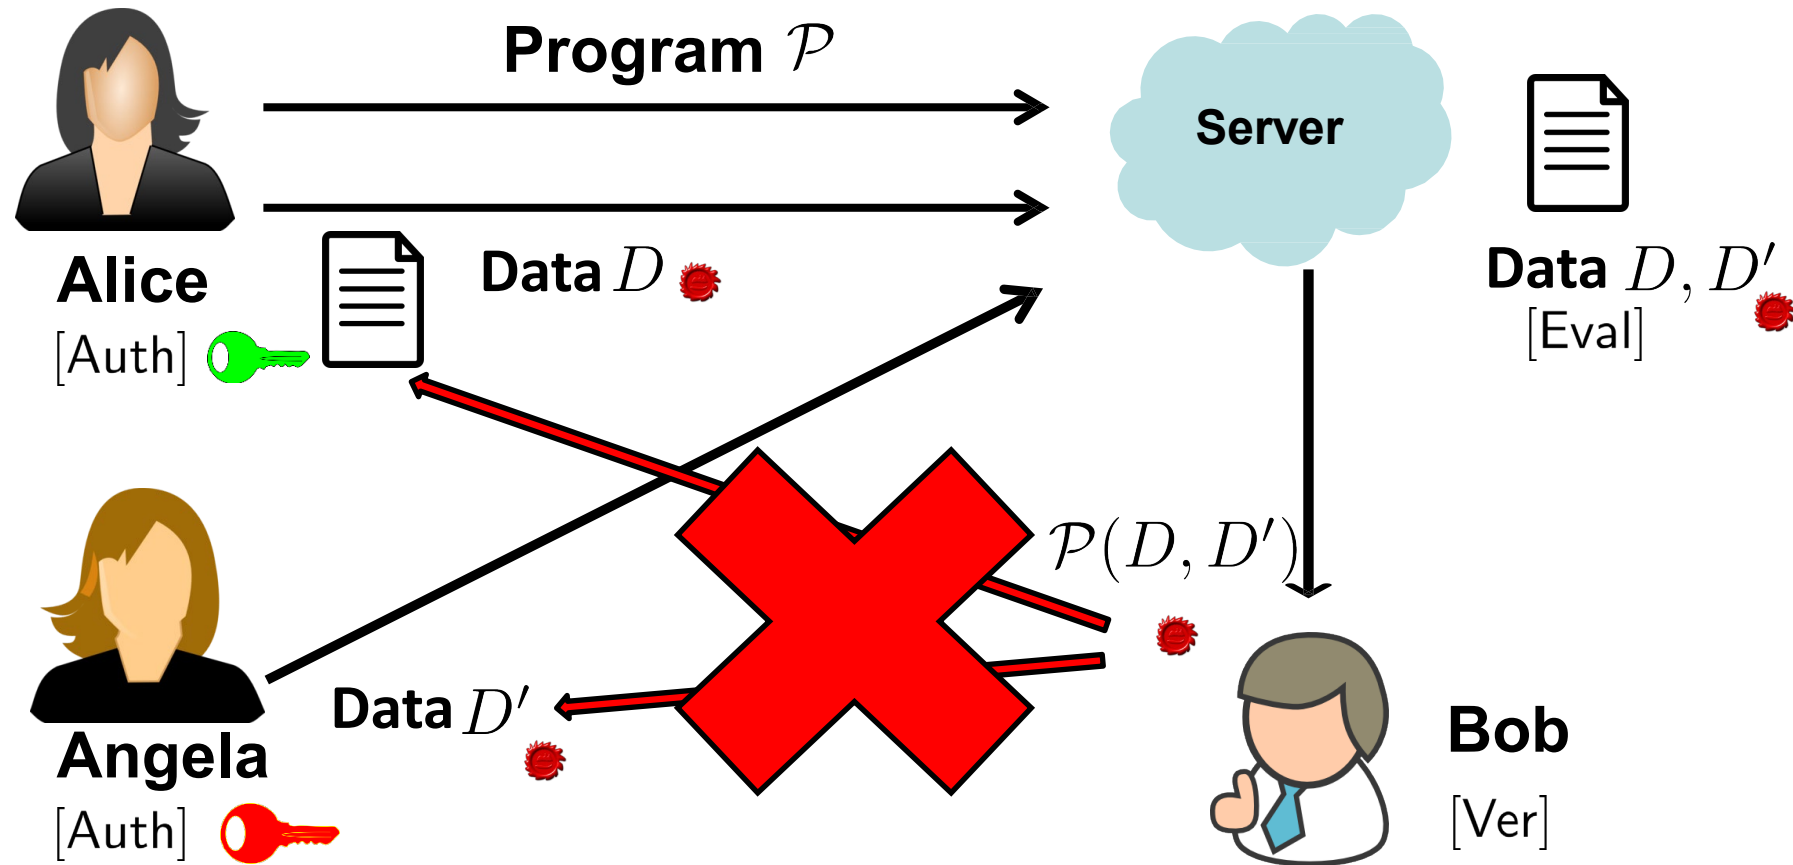 Program 𝒫
Server
Alice
[Auth]
Data D
Data D, D′
[Eval]
𝒫(D, D′)
Data D′
Angela
[Auth]
Bob
[Ver]